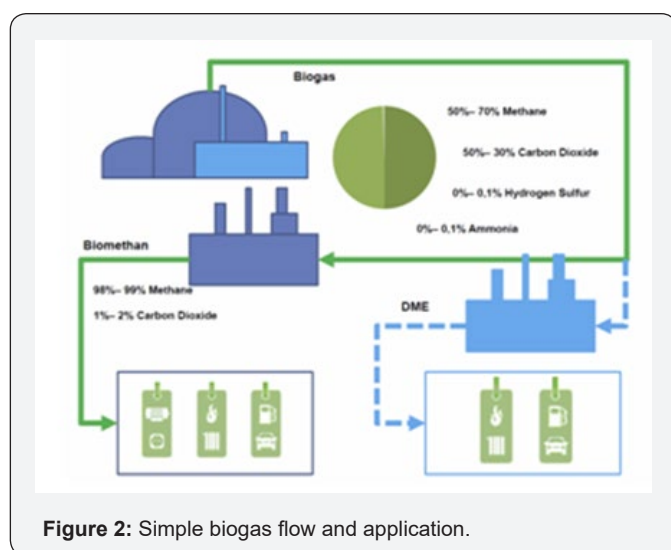 Biogas
50%– 70% Methane
50%– 30% Carbon Dioxide
0%– 0,1% Hydrogen Sulfur
0%– 0,1% Ammonia
Biomethan
98%– 99% Methane
1%– 2% Carbon Dioxide
DME
Figure 2: Simple biogas flow and application.